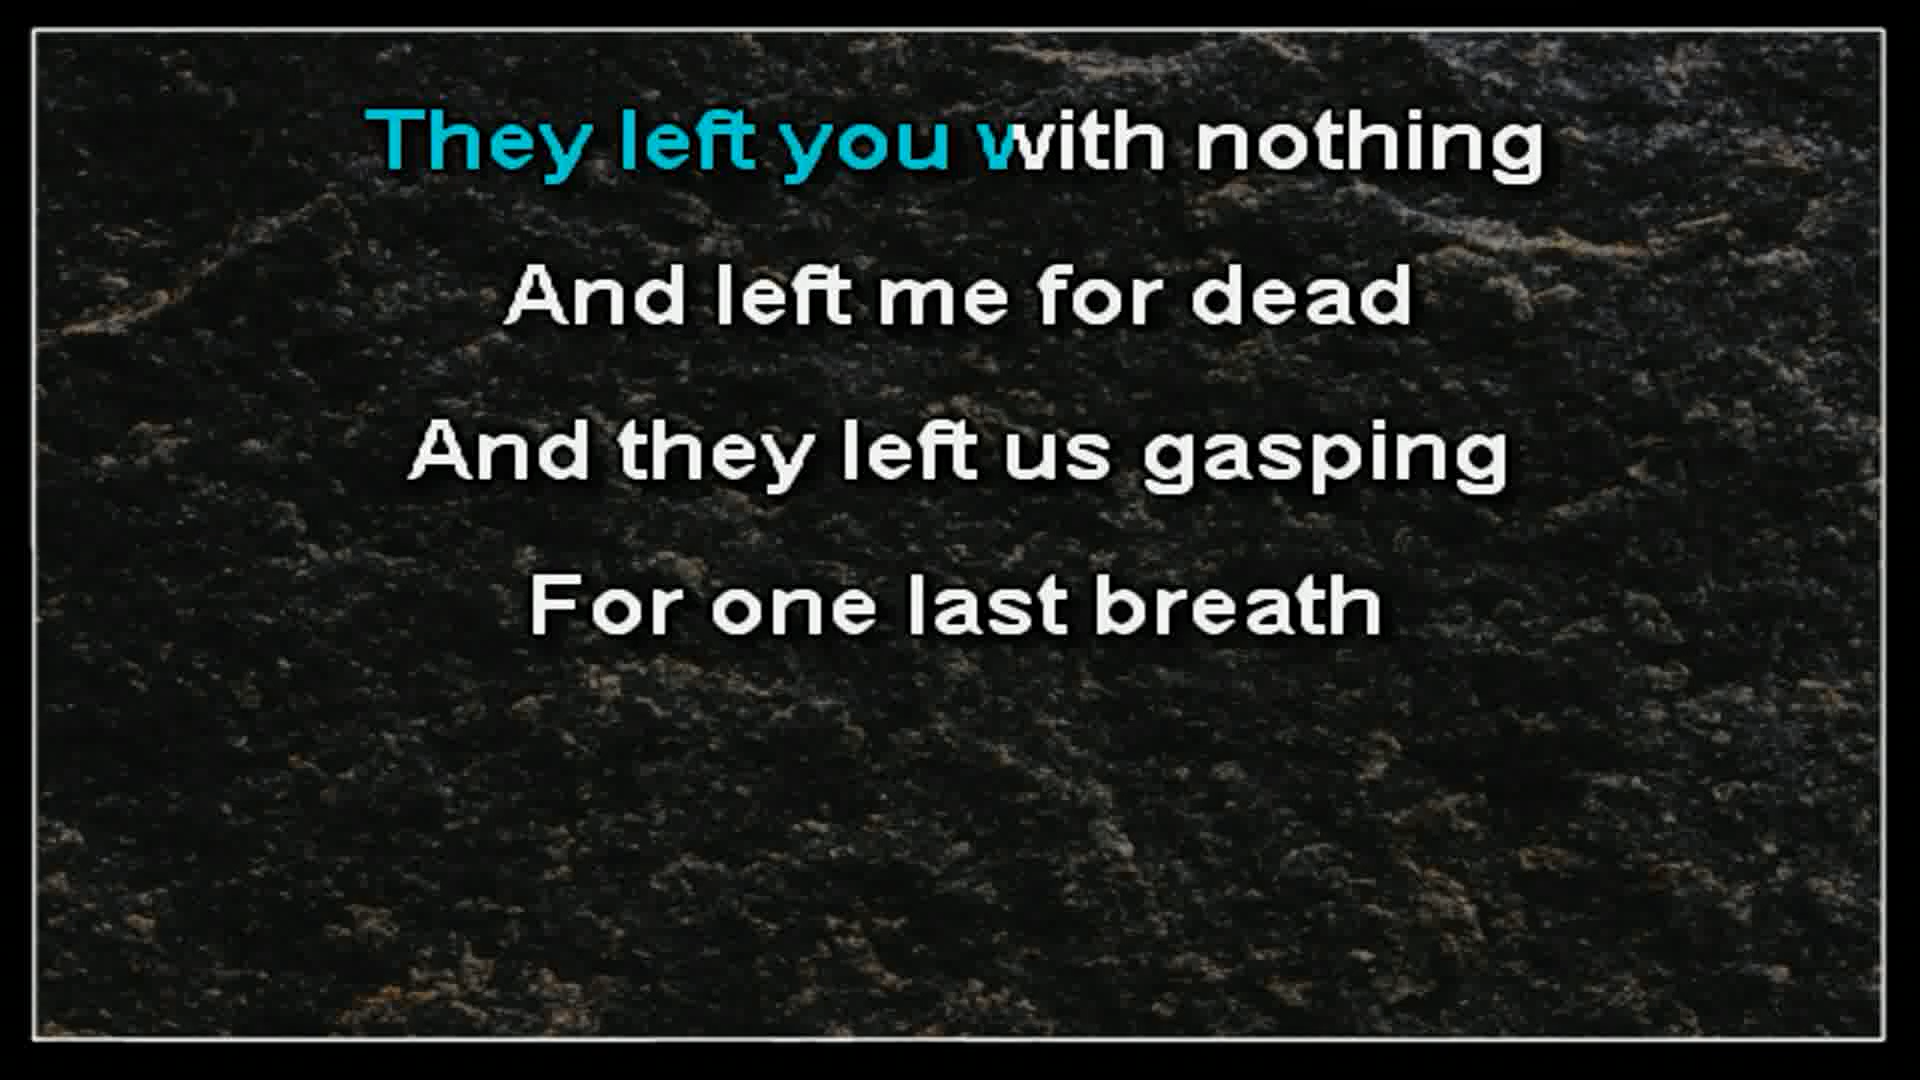 They left you with nothing
And left me for dead
And they left us gasping
For one last breath